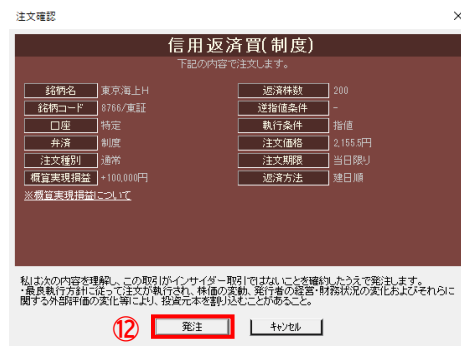 注文確認
×
信用返済買(制度)
下記の内容で注文します。
銘柄名 東京海上H 返済株数 200
銘柄コード 8766/東証 逆指値条件 -
口座 特定 執行条件 指値
弁済 制度 注文価格 2,155.5円
注文種別 通常 注文期限 当日限り
概算実現損益 +100,000円 返済方法 建日順
※概算実現損益について
私は次の内容を理解し、この取引がインサイダー取引ではないことを確認したうえで発注します。
・最良執行方針に従って注文が執行され、株価の変動、発行者の経営・財務状況の変化およびそれらに
関する外部評価の変化等により、投資元本を割り込むことがあること。
⑫ 発注 キャンセル